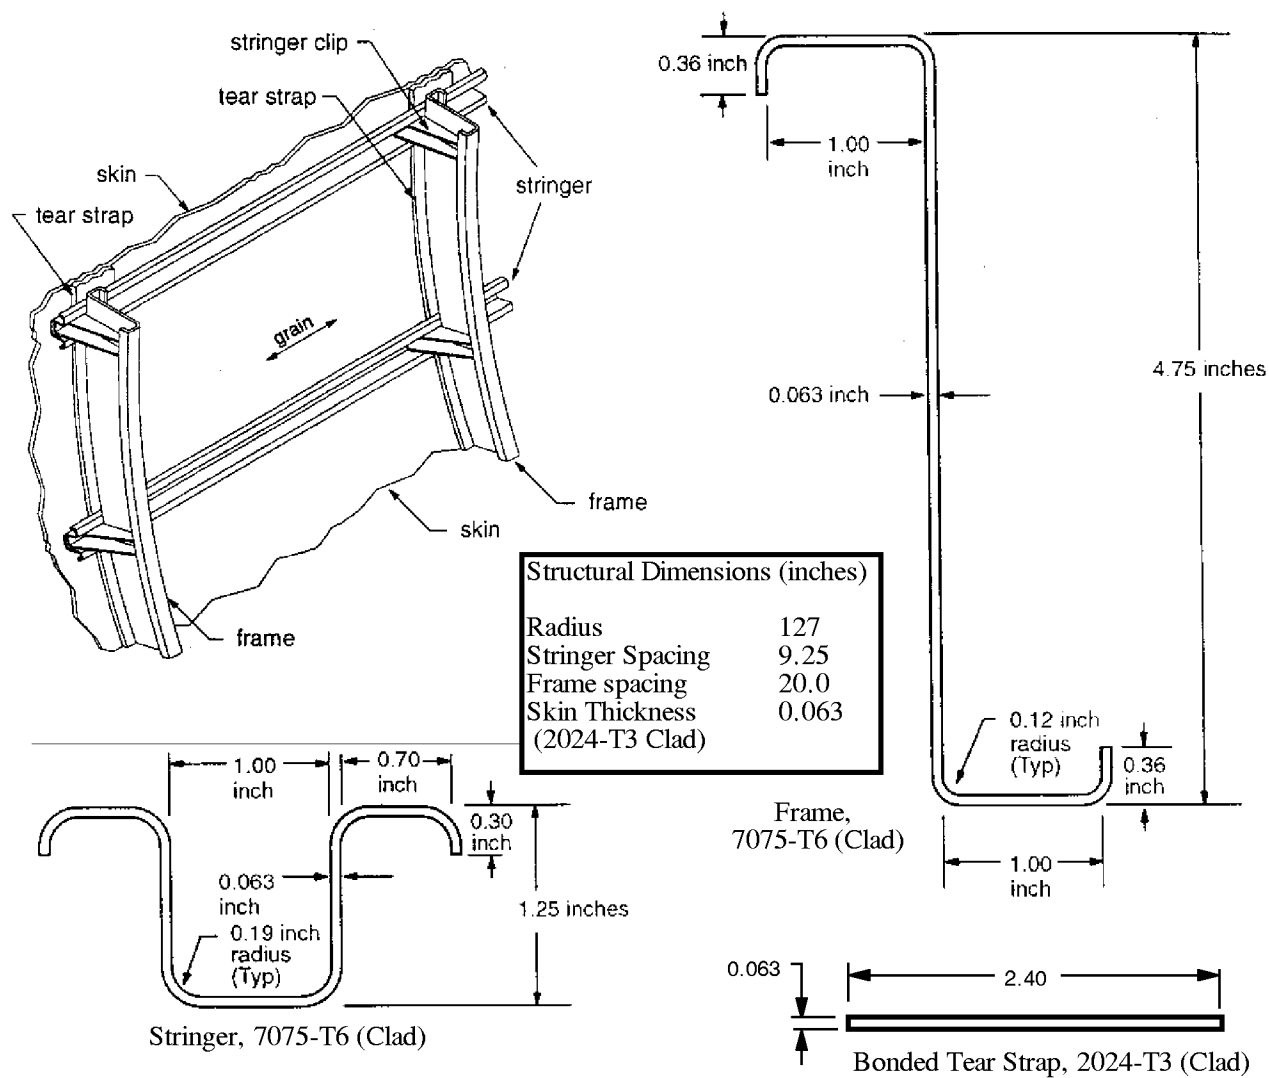 stringer clip
tear strap
skin
tear strap
stringer
grain
frame
skin
frame
0.36 inch
1.00
inch
4.75 inches
0.063 inch
0.12 inch
radius
(Typ)
0.36
inch
Frame,
7075-T6 (Clad)
1.00
inch
Structural Dimensions (inches)
Radius 127
Stringer Spacing 9.25
Frame spacing 20.0
Skin Thickness 0.063
(2024-T3 Clad)
1.00
inch
0.70
inch
0.30
inch
0.063
inch
1.25 inches
0.19 inch
radius
(Typ)
Stringer, 7075-T6 (Clad)
0.063
2.40
Bonded Tear Strap, 2024-T3 (Clad)